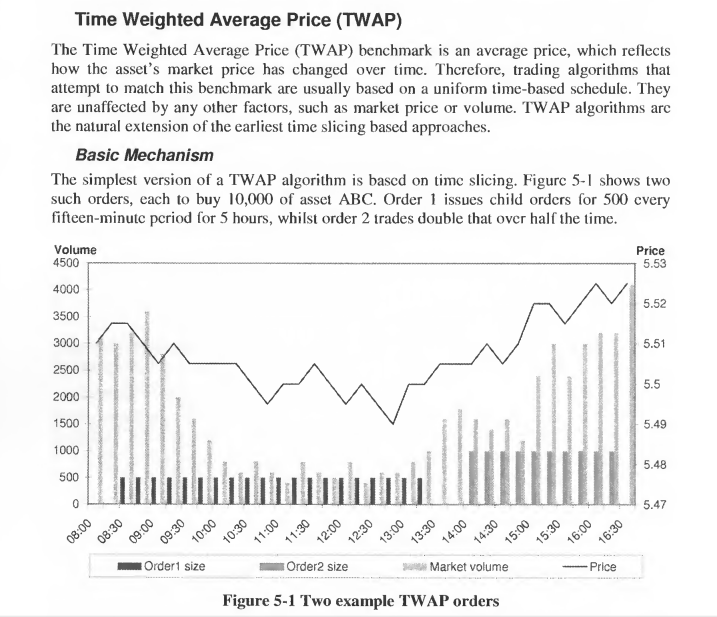 Time Weighted Average Price (TWAP)
The Time Weighted Average Price (TWAP) benchmark is an average price, which reflects
how the asset's market price has changed over time. Therefore, trading algorithms that
attempt to match this benchmark are usually based on a uniform time-based schedule. They
are unaffected by any other factors, such as market price or volume. TWAP algorithms are
the natural extension of the earliest time slicing based approaches.
Basic Mechanism
The simplest version of a TWAP algorithm is based on time slicing. Figure 5-1 shows two
such orders, each to buy 10,000 of asset ABC. Order 1 issues child orders for 500 every
fifteen-minute period for 5 hours, whilst order 2 trades double that over half the time.
Volume Price
4500 5.53
4000
5.52
3500
3000 5.51
2500
5.5
2000
1500 5.49
1000
5.48
500
0 5.47
08:00 08:30 09:00 09:30 10:00 10:30 11:00 11:30 12:00 12:30 13:00 13:30 14:00 14:30 15:00 15:30 16:00 16:30
Order1 size Order2 size Market volume Price
Figure 5-1 Two example TWAP orders